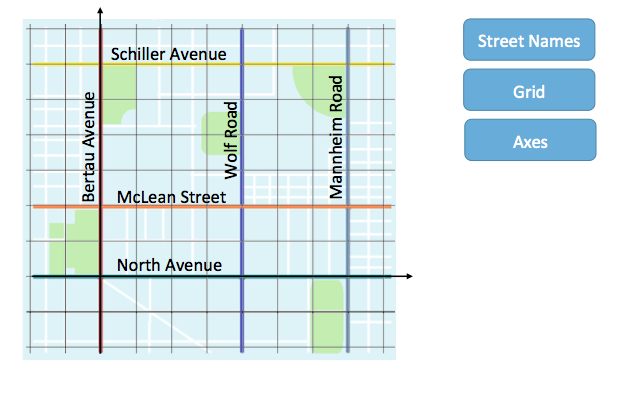 Schiller Avenue
Bertau Avenue
Wolf Road
Mannheim Road
McLean Street
North Avenue
Street Names
Grid
Axes